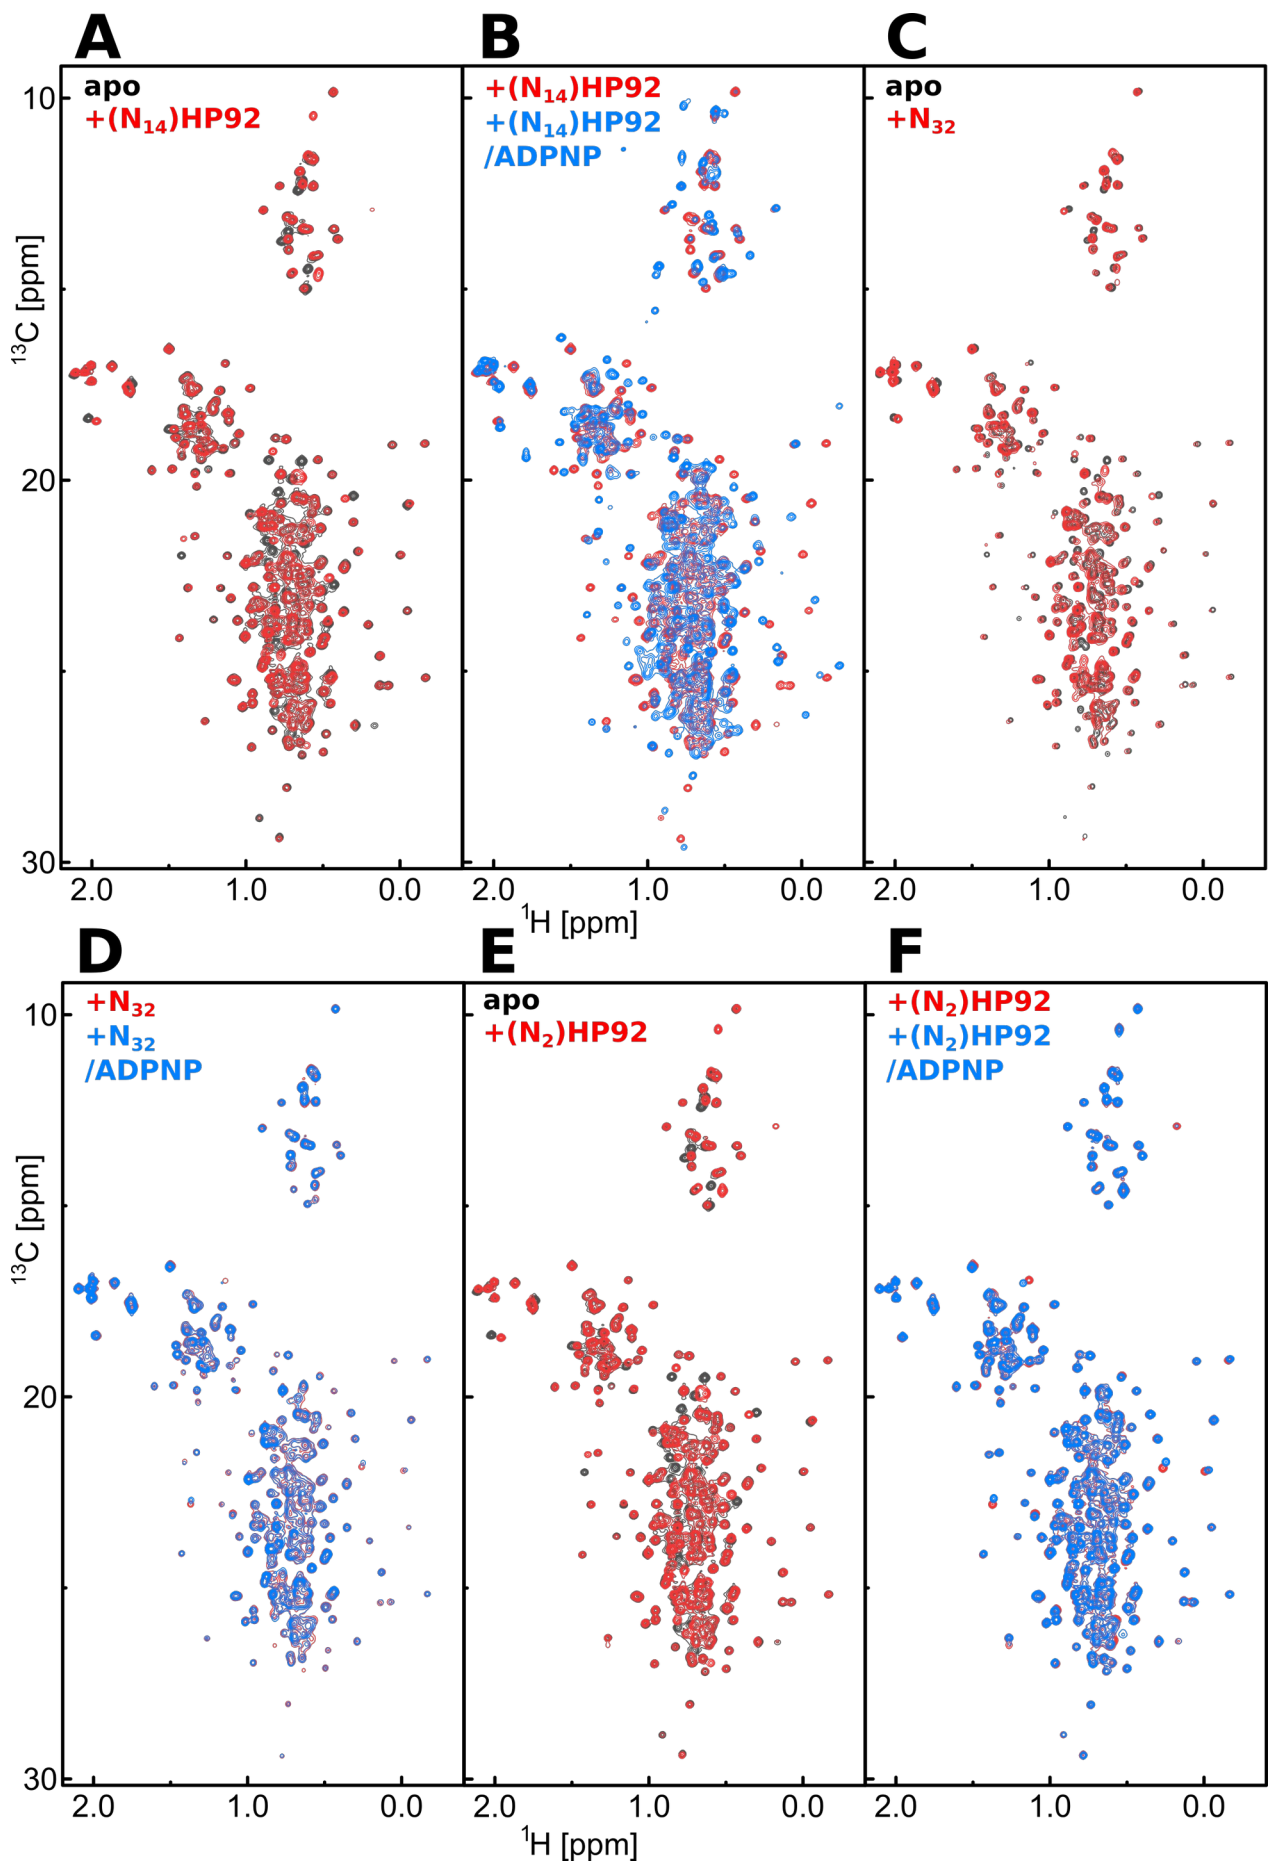 A
B
C
apo
+(N₁₄)HP92
+(N₁₄)HP92
+(N₁₄)HP92
/ADPNP
apo
+N₃₂
10
20
30
¹³C [ppm]
2.0
1.0
0.0
2.0
1.0
0.0
2.0
1.0
0.0
¹H [ppm]
D
E
F
+N₃₂
+N₃₂
/ADPNP
apo
+(N₂)HP92
+(N₂)HP92
+(N₂)HP92
/ADPNP
10
20
30
¹³C [ppm]
2.0
1.0
0.0
2.0
1.0
0.0
2.0
1.0
0.0
¹H [ppm]